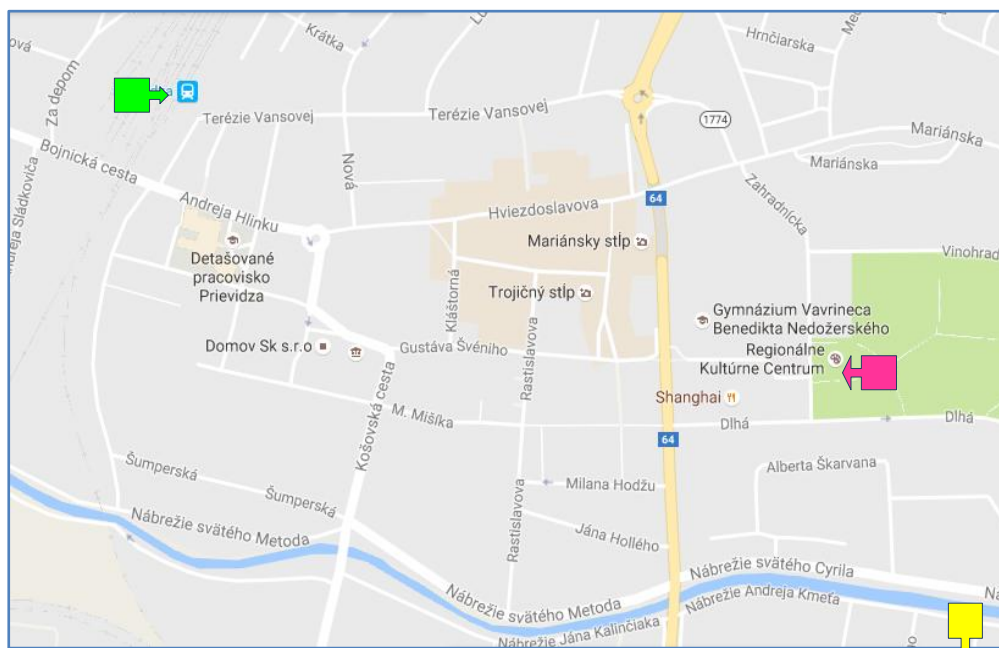 Krátka
Hrnčiarska
Za depom
Terézie Vansovej
Terézie Vansovej
1774
Mariánska
Bojnická cesta
Mariánska
Nová
Zahradnícka
Andreja Hlinku
64
Hviezdoslavova
Mariánsky stĺp
Detašované
pracovisko
Prievidza
Vinohrad
Kláštorná
Trojičný stĺp
Gymnázium Vavrineca
Benedikta Nedožerského
Domov Sk s.r.o
Gustáva Švéniho
Regionálne
Kultúrne Centrum
Rastislavova
Košovská cesta
Shanghai
M. Mišíka
Dlhá
Dlhá
64
Šumperská
Alberta Škarvana
Šumperská
Milana Hodžu
Nábrežie svätého Metoda
Rastislavova
Jána Hollého
Nábrežie svätého Cyrila
Nábrežie svätého Metoda
Nábrežie Andreja Kmeťa
Nábrežie Jána Kalinčiaka